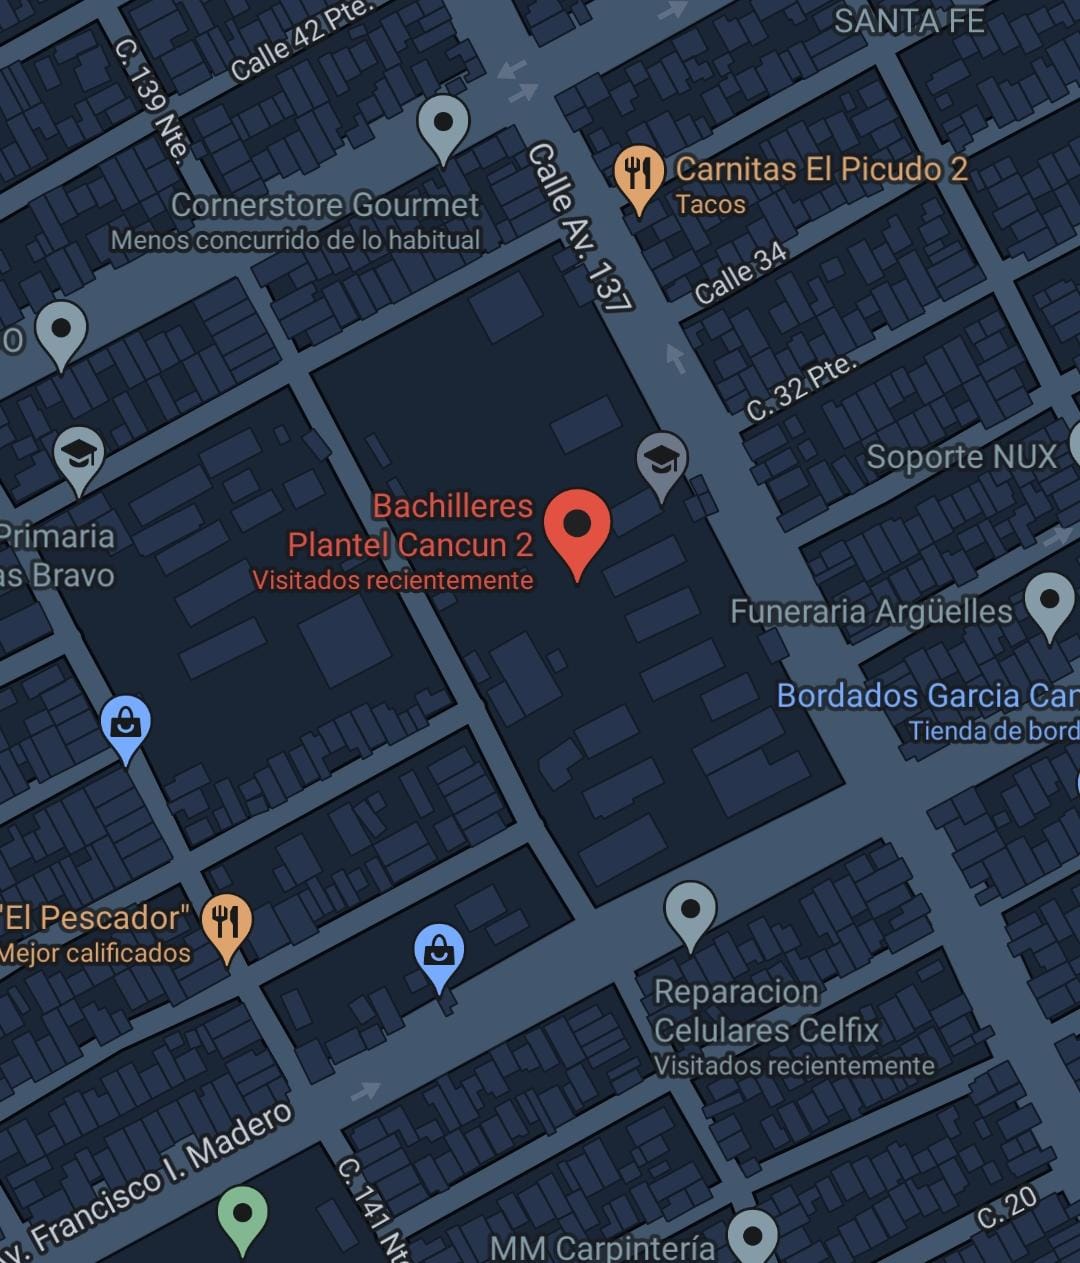 SANTA FE
Calle 42 Pte.
C. 139 Nte.
Calle Av. 137
Carnitas El Picudo 2
Tacos
Cornerstore Gourmet
Menos concurrido de lo habitual
Calle 34
O
C. 32 Pte.
Soporte NUX
Bachilleres
Plantel Cancun 2
Visitados recientemente
Primaria
as Bravo
Funeraria Argüelles
Bordados Garcia Can
Tienda de bord
"El Pescador"
Mejor calificados
Reparacion
Celulares Celfix
Visitados recientemente
v. Francisco I. Madero
C. 141 Nte
C. 20
MM Carpintería